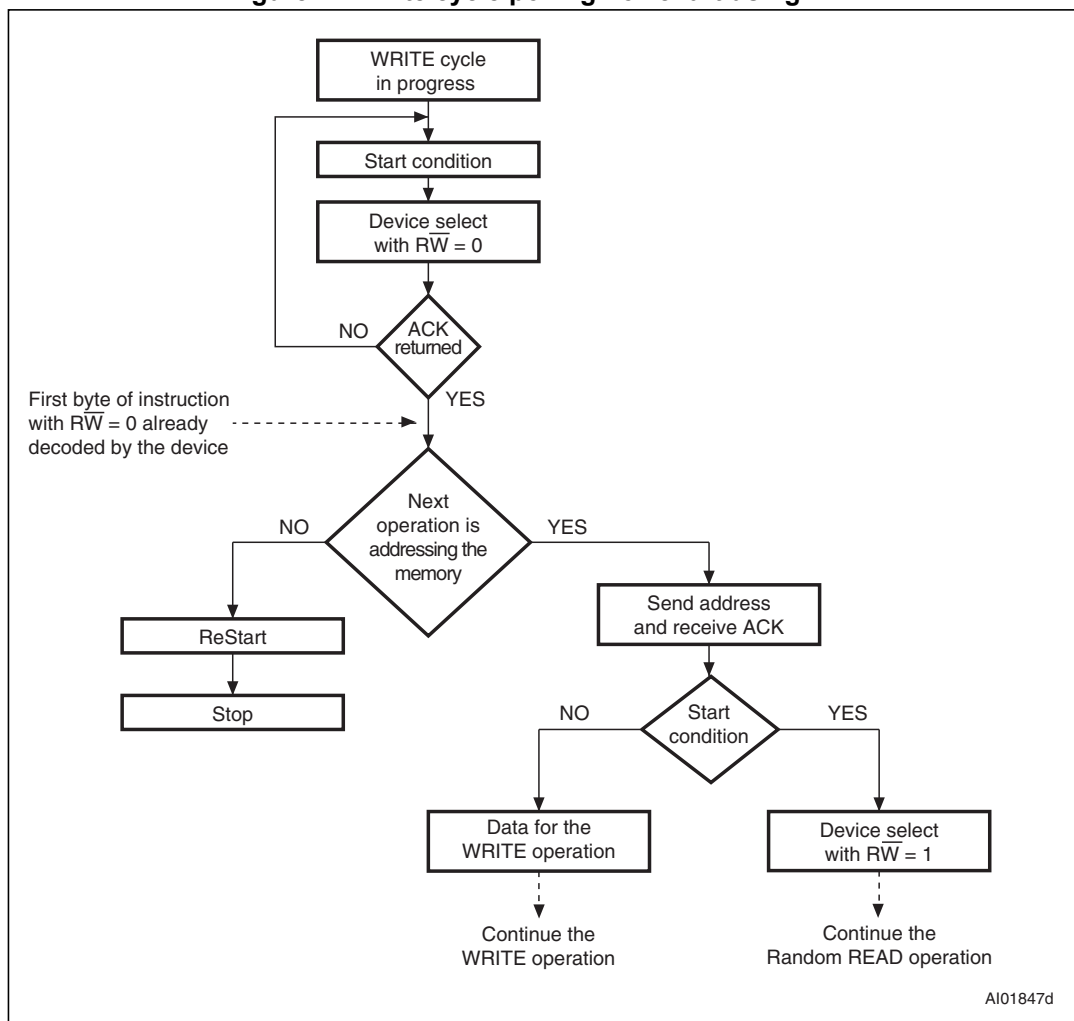 WRITE cycle
in progress
Start condition
Device select
with RW̅ = 0
NO
ACK
returned
YES
First byte of instruction
with RW̅ = 0 already
decoded by the device
Next
operation is
addressing the
memory
NO
YES
Send address
and receive ACK
ReStart
Stop
NO
Start
condition
YES
Data for the
WRITE operation
Device select
with RW̅ = 1
Continue the
WRITE operation
Continue the
Random READ operation
AI01847d